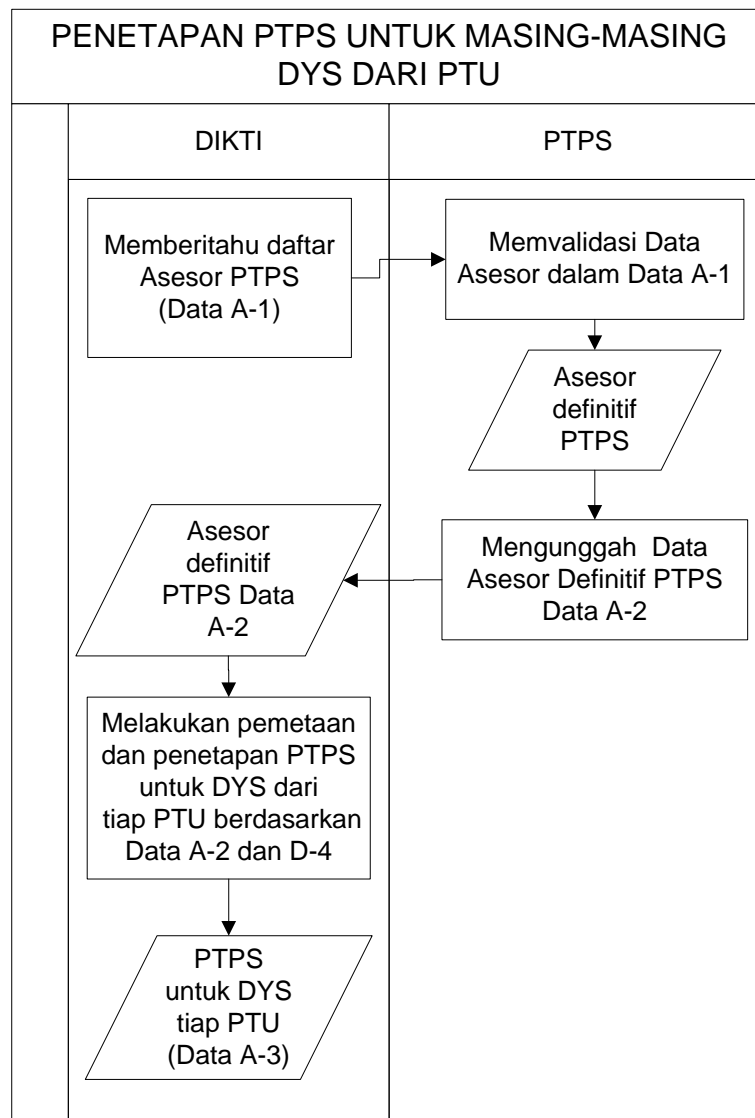 PENETAPAN PTPS UNTUK MASING-MASING
DYS DARI PTU
DIKTI
PTPS
Memberitahu daftar
Asesor PTPS
(Data A-1)
Memvalidasi Data
Asesor dalam Data A-1
Asesor
definitif
PTPS
Mengunggah Data
Asesor Definitif PTPS
Data A-2
Asesor
definitif
PTPS Data
A-2
Melakukan pemetaan
dan penetapan PTPS
untuk DYS dari
tiap PTU berdasarkan
Data A-2 dan D-4
PTPS
untuk DYS
tiap PTU
(Data A-3)